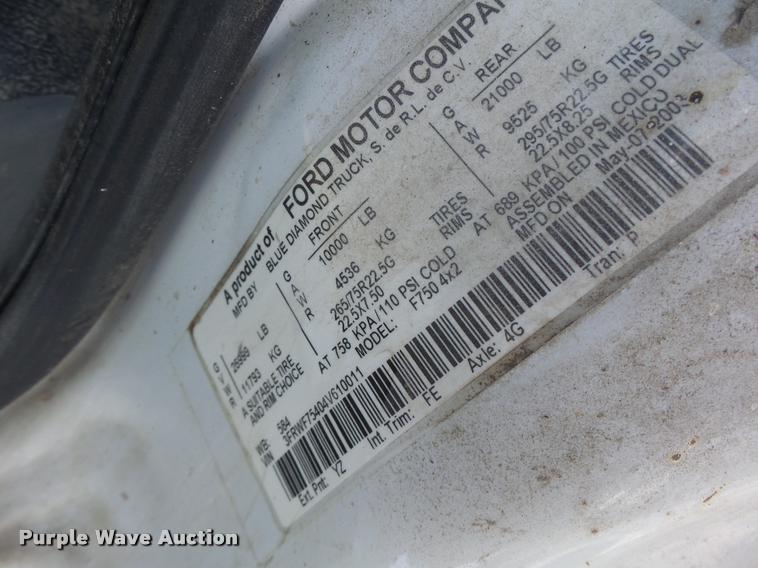 A product of FORD MOTOR COMPAN
MFD BY BLUE DIAMOND TRUCK, S. de R.L. de C.V.
GVWR LB
11793 KG
A SUITABLE TIRE
AND RIM CHOICE
GAWR FRONT
10000 LB
4536 KG
265/75R22.5G TIRES
22.5X7.50 RIMS
AT 758 KPA/110 PSI COLD
GAWR REAR
21000 LB
9525 KG
295/75R22.5G TIRES
22.5X8.25 RIMS
AT 689 KPA/100 PSI COLD DUAL
ASSEMBLED IN MEXICO
MFD ON May-07-2003
MODEL: F750 4x2
WB: 584
VIN 3FRWF75404V610011
Ext. Pnt: YZ Int. Trim: FE Axle: 4G Tran: P
Purple Wave Auction